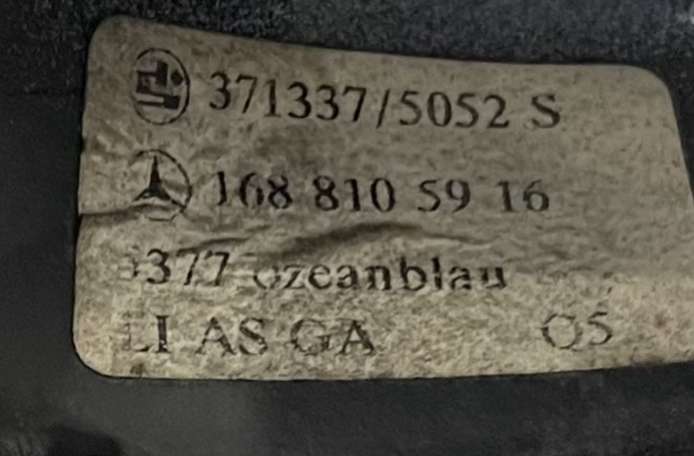 371337/5052 S
168 810 59 16
ozeanblau
LI AS GA 05